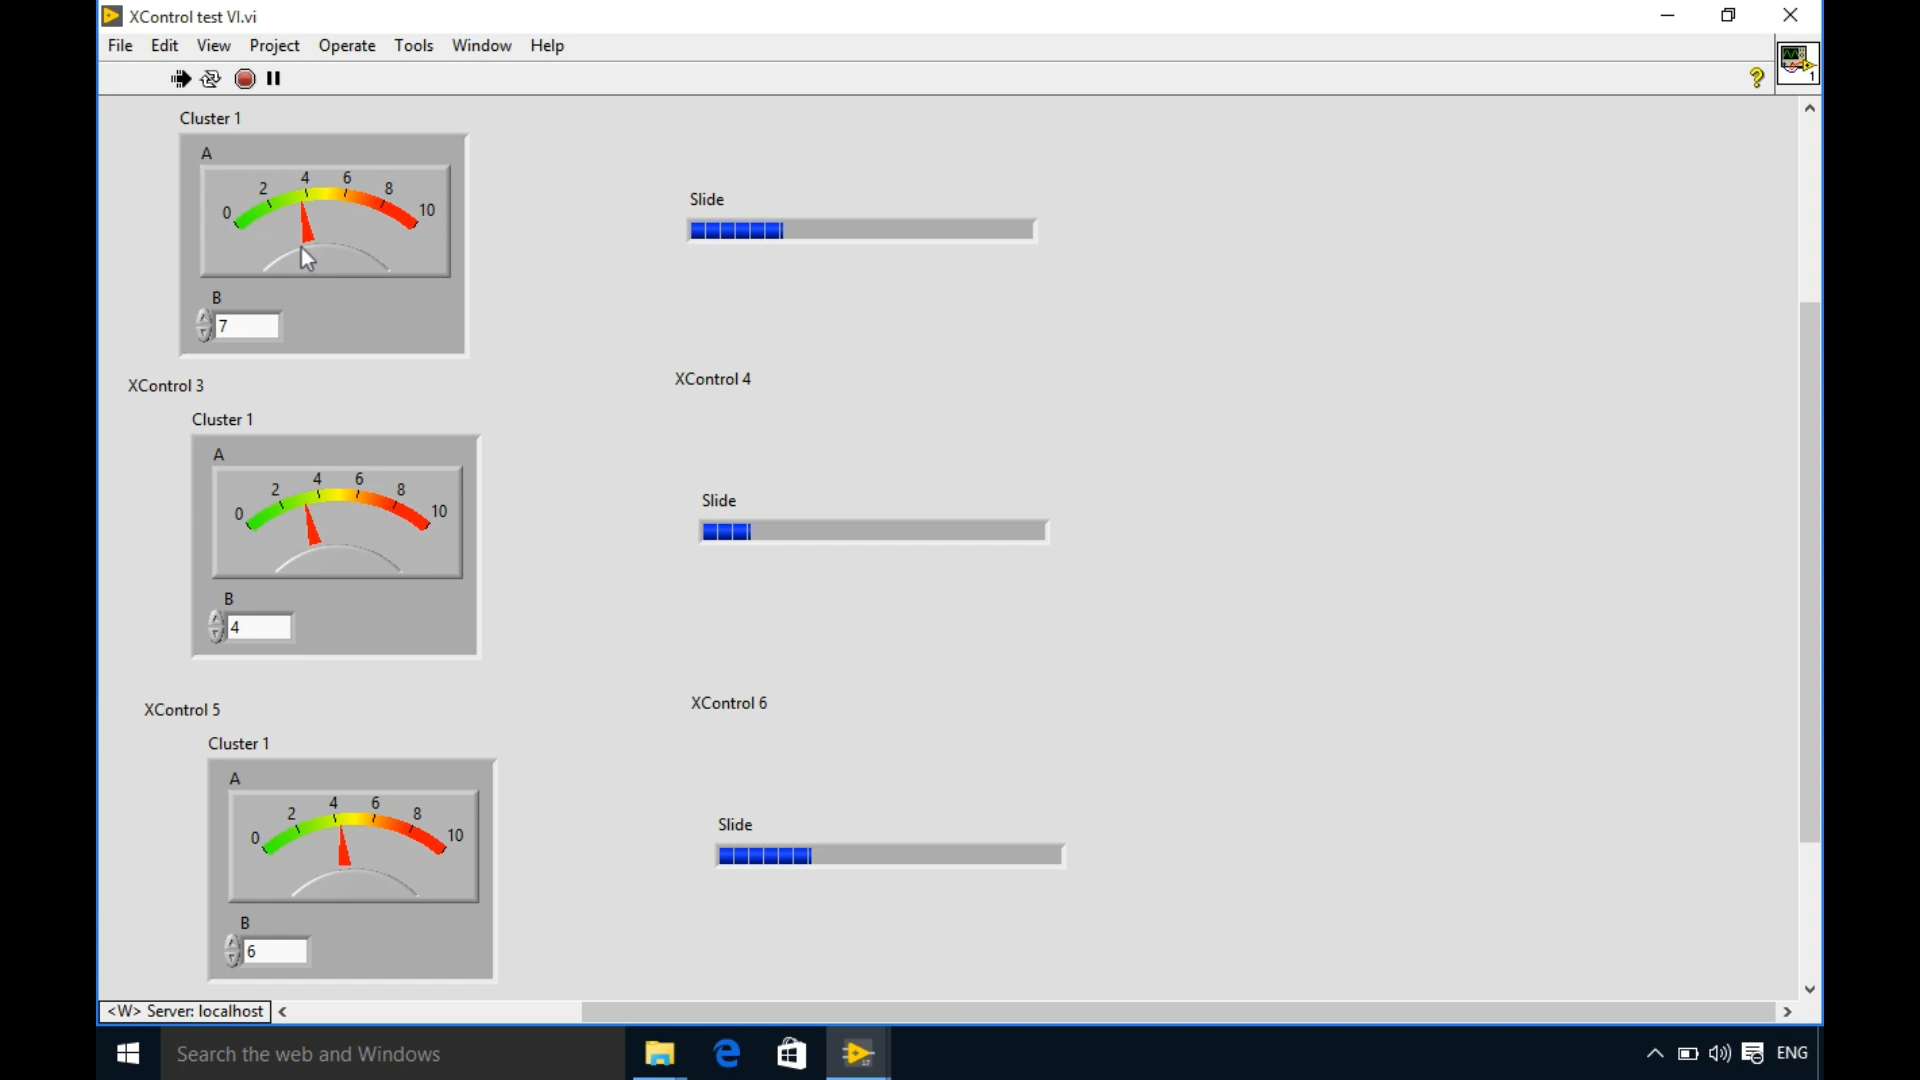 XControl test VI.vi
File Edit View Project Operate Tools Window Help
?
1
Cluster 1
A
0 2 4 6 8 10
B
7
Slide
XControl 3
XControl 4
Cluster 1
A
0 2 4 6 8 10
B
4
Slide
XControl 5
XControl 6
Cluster 1
A
0 2 4 6 8 10
B
6
Slide
<W> Server: localhost
Search the web and Windows
ENG